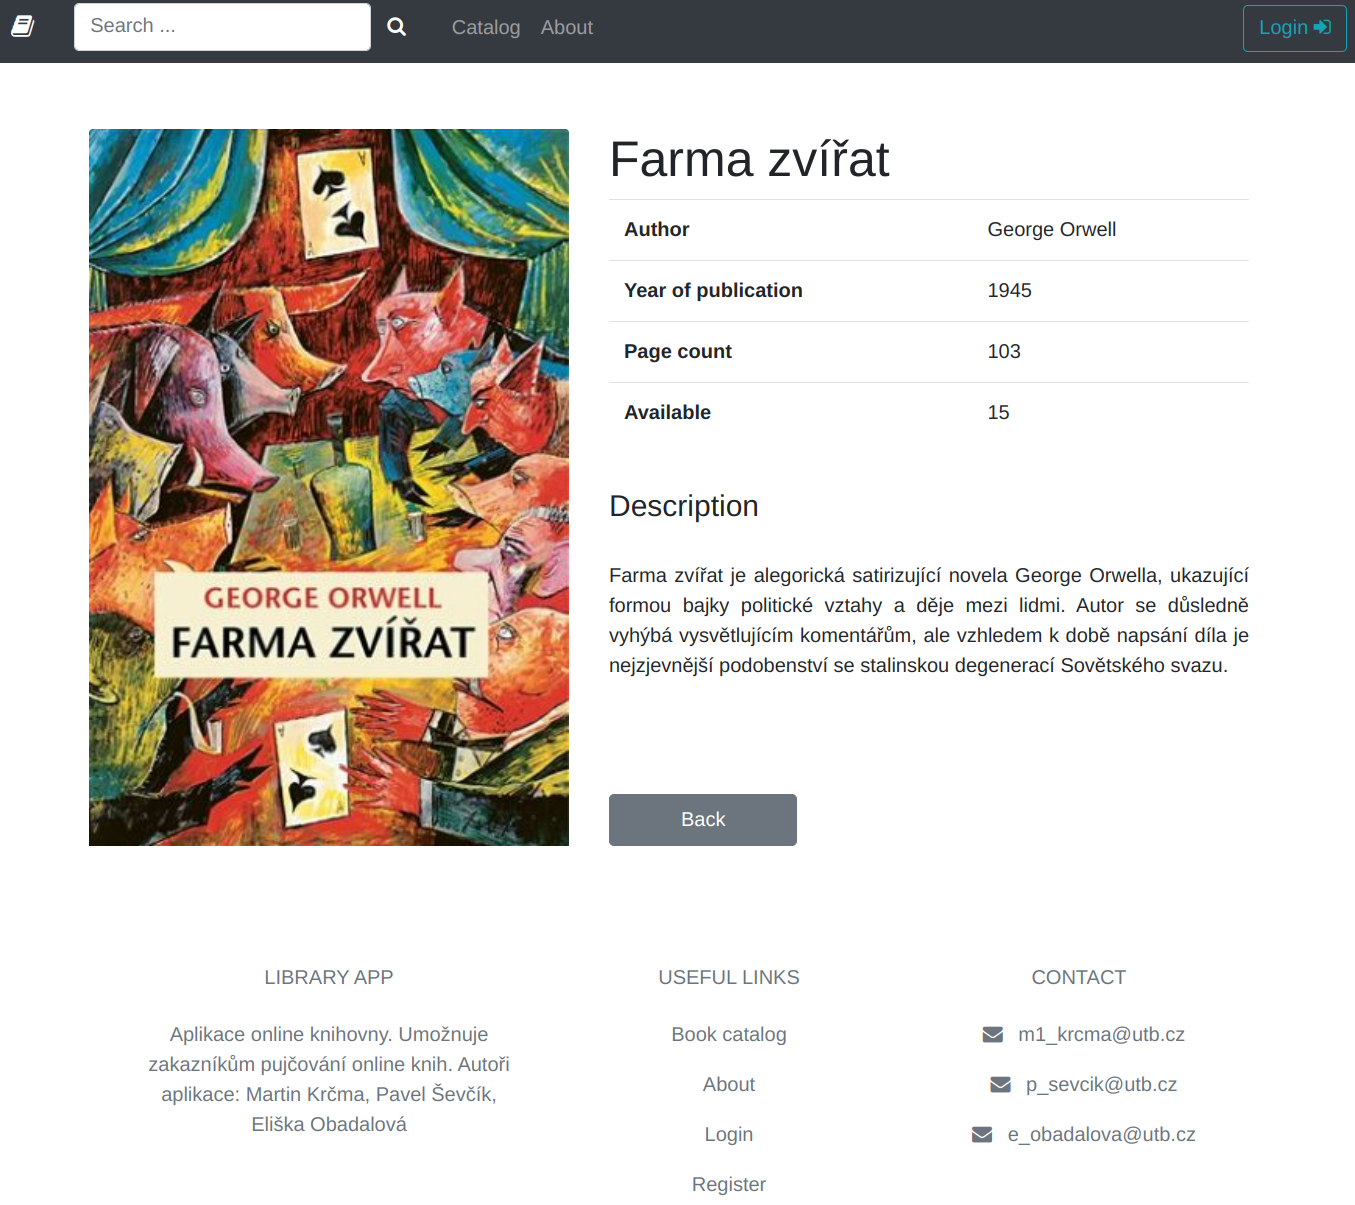 Search ...
Catalog
About
Login
Farma zvířat
Author George Orwell
Year of publication 1945
Page count 103
Available 15
GEORGE ORWELL
FARMA ZVÍŘAT
Description
Farma zvířat je alegorická satirizující novela George Orwella, ukazující
formou bajky politické vztahy a děje mezi lidmi. Autor se důsledně
vyhýbá vysvětlujícím komentářům, ale vzhledem k době napsání díla je
nejzjevnější podobenství se stalinskou degenerací Sovětského svazu.
Back
LIBRARY APP
Aplikace online knihovny. Umožnuje
zakazníkům pujčování online knih. Autoři
aplikace: Martin Krčma, Pavel Ševčík,
Eliška Obadalová
USEFUL LINKS
Book catalog
About
Login
Register
CONTACT
m1_krcma@utb.cz
p_sevcik@utb.cz
e_obadalova@utb.cz